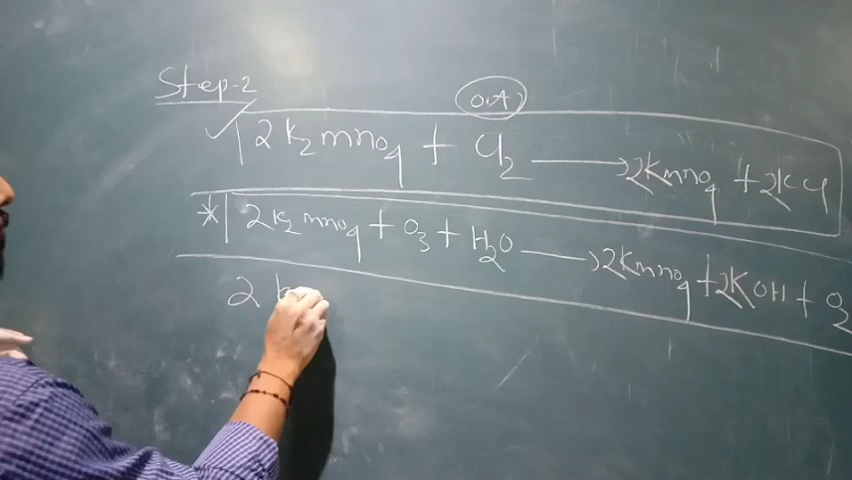 Step-2
O.A
2K2mno4 + Cl2 → 2Kmno4 + 2KCl
* 2K2mno4 + O3 + H2O → 2Kmno4 + 2KOH + O2
2 K